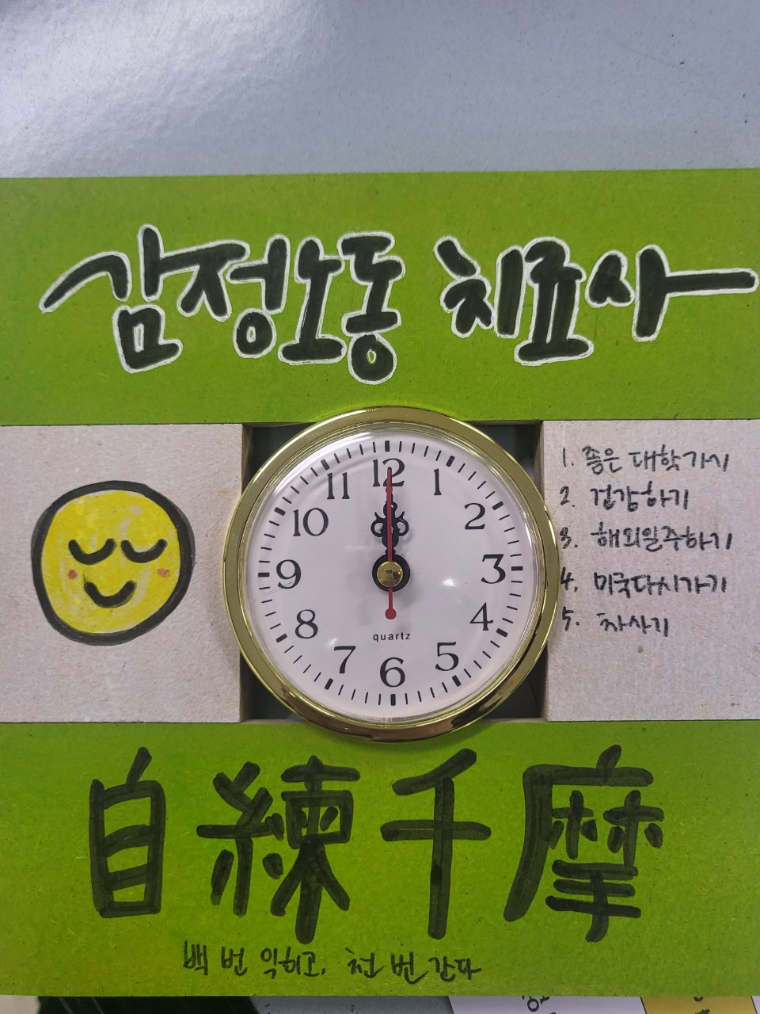 감정노동 치료사
12
11 1
10 2
9 3
8 4
7 5
6
quartz
1. 좋은 대학가기
2. 건강하기
3. 해외일주하기
4. 미국다시가기
5. 차사기
自練千摩
백 번 익히고, 천 번 간다